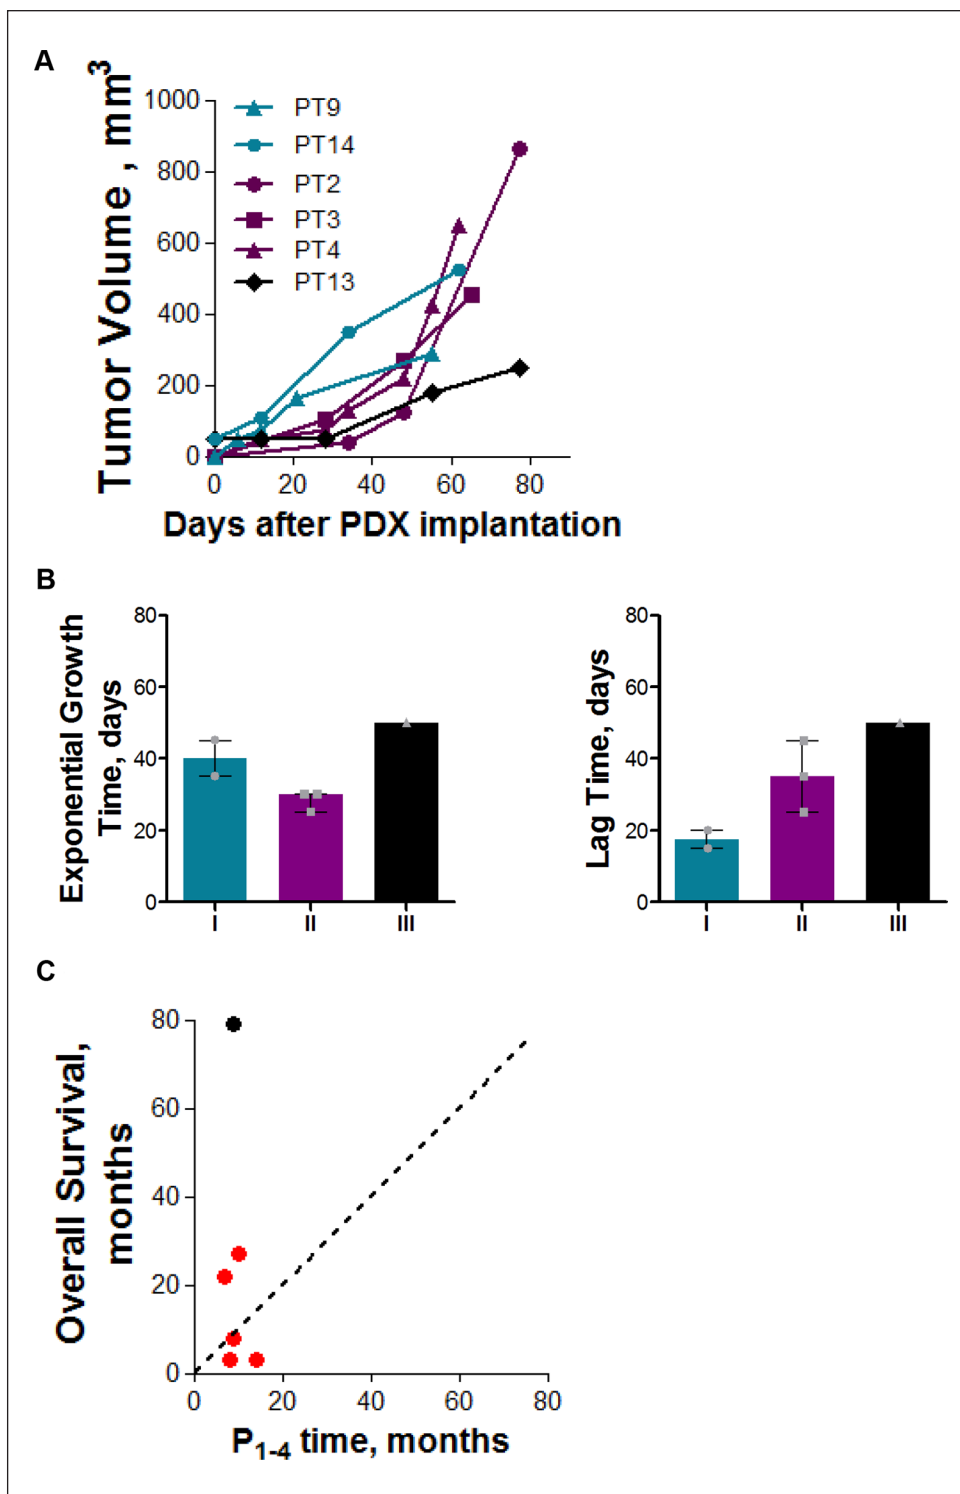 A
Tumor Volume , mm3
1000
800
600
400
200
0
PT9
PT14
PT2
PT3
PT4
PT13
0 20 40 60 80
Days after PDX implantation
B
Exponential Growth
Time, days
80
60
40
20
0
I II III
Lag Time, days
80
60
40
20
0
I II III
C
Overall Survival,
months
80
60
40
20
0
0 20 40 60 80
P1-4 time, months